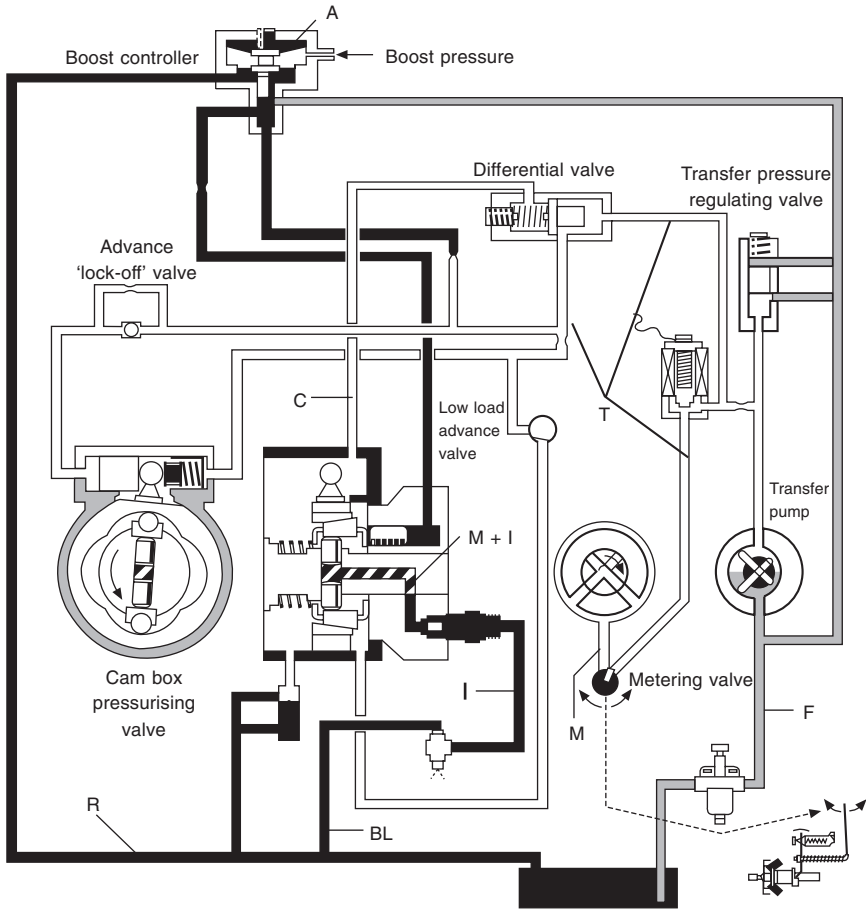 A
Boost controller
Boost pressure
Differential valve
Transfer pressure
regulating valve
Advance
‘lock-off’ valve
C
T
Low load
advance
valve
Transfer
pump
M + I
Cam box
pressurising
valve
Metering valve
I
M
F
R
BL